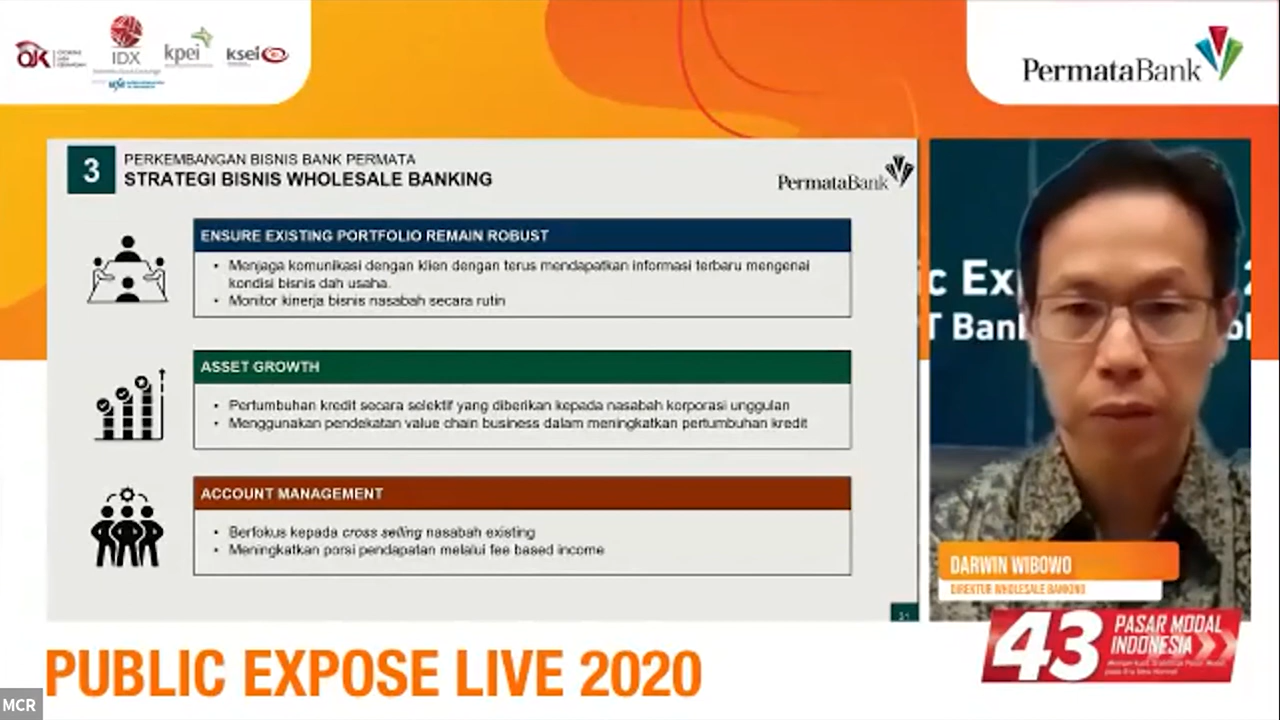 OJK
IDX
kpei
ksei
PermataBank
3
PERKEMBANGAN BISNIS BANK PERMATA
STRATEGI BISNIS WHOLESALE BANKING
PermataBank
ENSURE EXISTING PORTFOLIO REMAIN ROBUST
• Menjaga komunikasi dengan klien dengan terus mendapatkan informasi terbaru mengenai
kondisi bisnis dah usaha.
• Monitor kinerja bisnis nasabah secara rutin
ASSET GROWTH
• Pertumbuhan kredit secara selektif yang diberikan kepada nasabah korporasi unggulan
• Menggunakan pendekatan value chain business dalam meningkatkan pertumbuhan kredit
ACCOUNT MANAGEMENT
• Berfokus kepada cross selling nasabah existing
• Meningkatkan porsi pendapatan melalui fee based income
c Ex
T Bank
DARWIN WIBOWO
DIREKTUR WHOLESALE BANKING
43
PASAR MODAL
INDONESIA
PUBLIC EXPOSE LIVE 2020
MCR